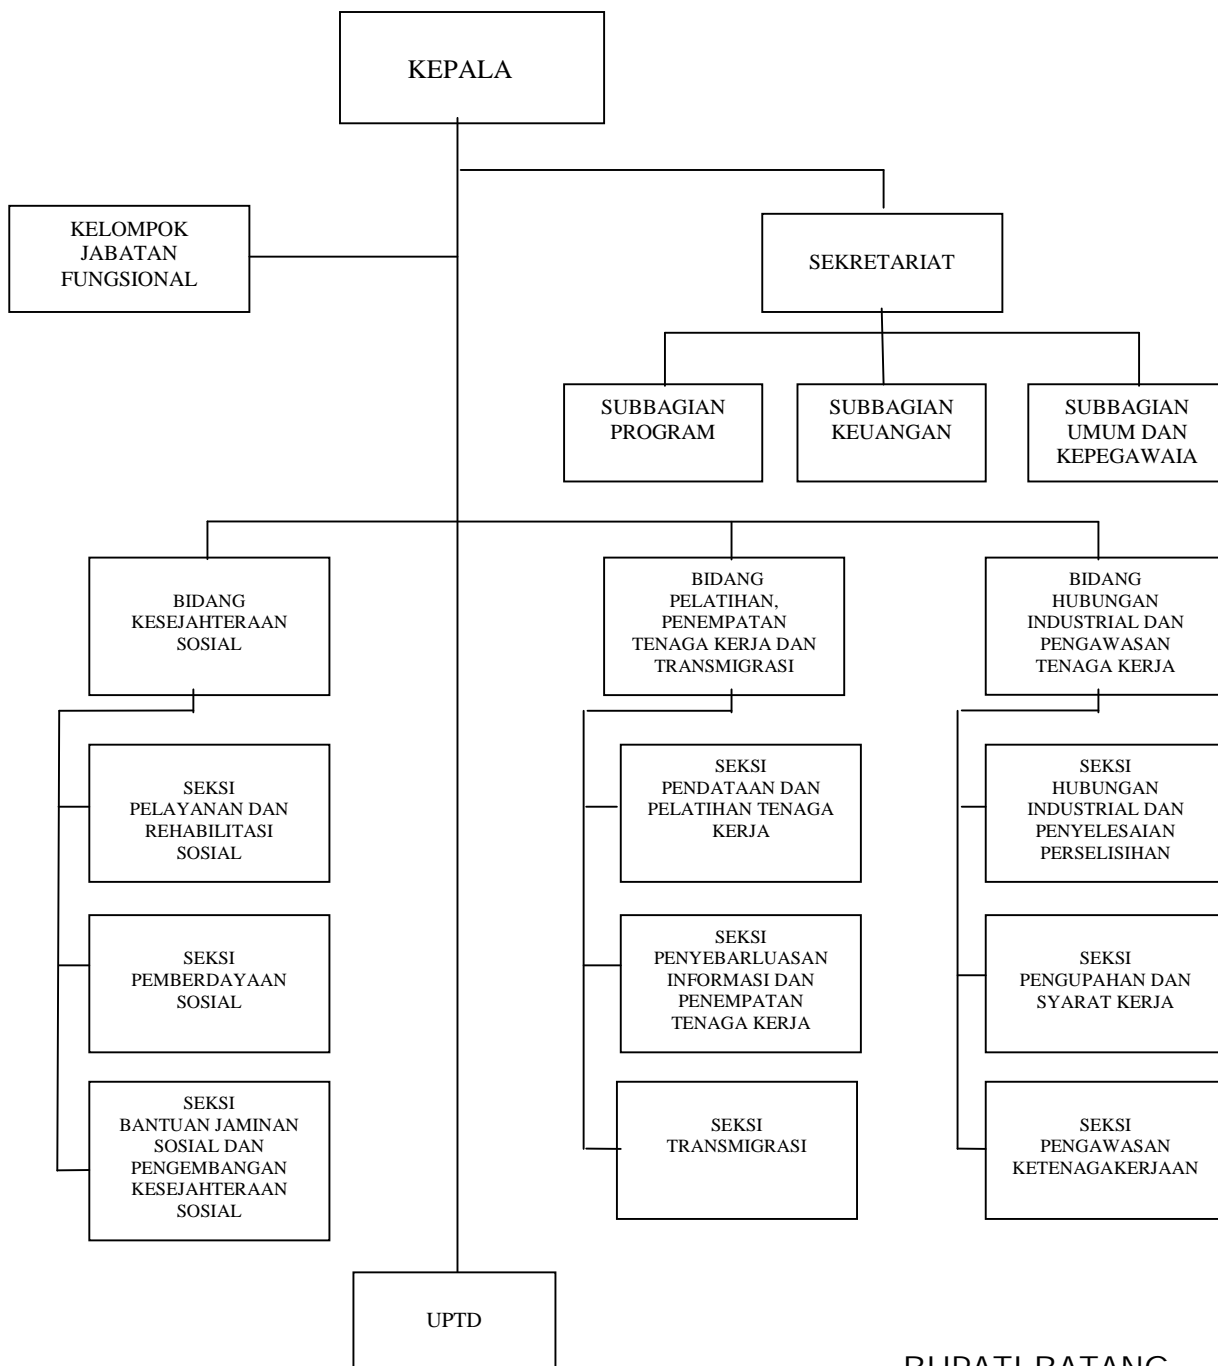 KEPALA
KELOMPOK
JABATAN
FUNGSIONAL
SEKRETARIAT
SUBBAGIAN
PROGRAM
SUBBAGIAN
KEUANGAN
SUBBAGIAN
UMUM DAN
KEPEGAWAIA
BIDANG
KESEJAHTERAAN
SOSIAL
BIDANG
PELATIHAN,
PENEMPATAN
TENAGA KERJA DAN
TRANSMIGRASI
BIDANG
HUBUNGAN
INDUSTRIAL DAN
PENGAWASAN
TENAGA KERJA
SEKSI
PELAYANAN DAN
REHABILITASI
SOSIAL
SEKSI
PENDATAAN DAN
PELATIHAN TENAGA
KERJA
SEKSI
HUBUNGAN
INDUSTRIAL DAN
PENYELESAIAN
PERSELISIHAN
SEKSI
PEMBERDAYAAN
SOSIAL
SEKSI
PENYEBARLUASAN
INFORMASI DAN
PENEMPATAN
TENAGA KERJA
SEKSI
PENGUPAHAN DAN
SYARAT KERJA
SEKSI
BANTUAN JAMINAN
SOSIAL DAN
PENGEMBANGAN
KESEJAHTERAAN
SOSIAL
SEKSI
TRANSMIGRASI
SEKSI
PENGAWASAN
KETENAGAKERJAAN
UPTD
BUPATI BATANG